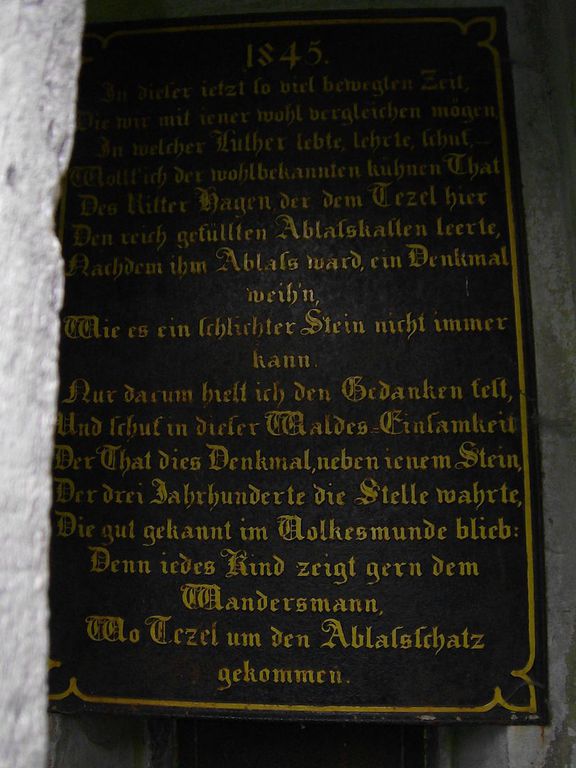 1845.
In dieser ietzt so viel bewegten Zeit,
Die wir mit iener wohl vergleichen mögen,
In welcher Luther lebte, lehrte, schuf,—
Wollt' ich der wohlbekannten kühnen That
Des Ritter Hagen der dem Tezel hier
Den reich gefüllten Ablasskasten leerte,
Nachdem ihm Ablass ward, ein Denkmal
weih'n,
Wie es ein schlichter Stein nicht immer
kann.
Nur darum hielt ich den Gedanken fest,
Und schuf in dieser Waldes-Einsamkeit
Der That dies Denkmal, neben ienem Stein,
Der drei Jahrhunderte die Stelle wahrte,
Die gut gekannt im Volkesmunde blieb:
Denn iedes Kind zeigt gern dem
Wandersmann,
Wo Tezel um den Ablassschatz
gekommen.